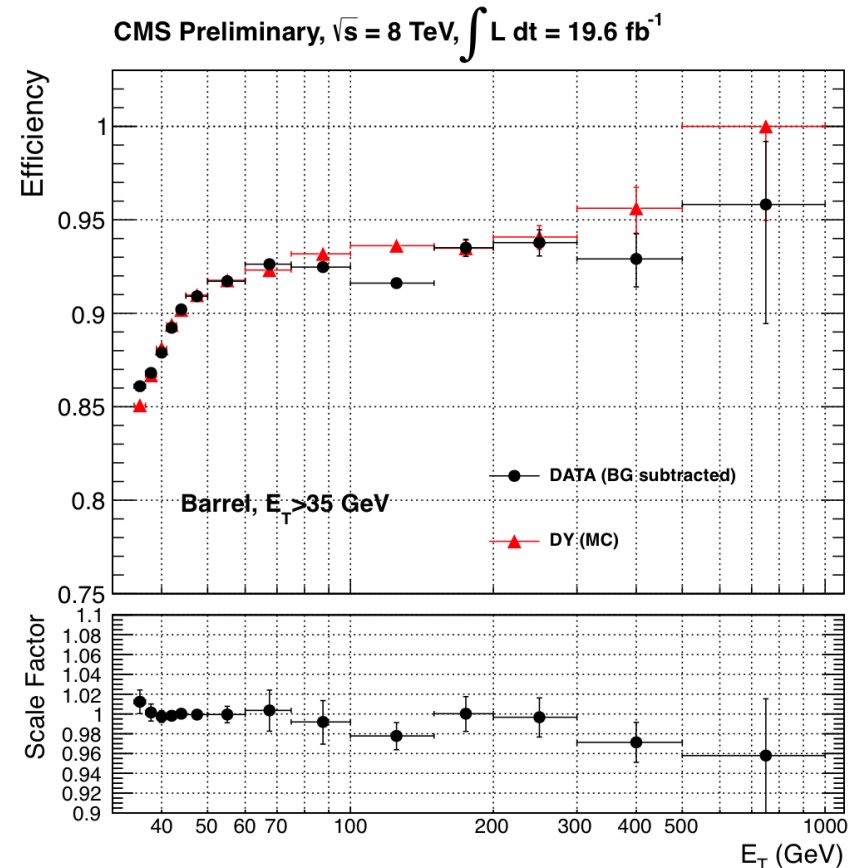 CMS Preliminary, √s = 8 TeV, ∫ L dt = 19.6 fb⁻¹
Efficiency
1
0.95
0.9
0.85
0.8
0.75
DATA (BG subtracted)
Barrel, E_T>35 GeV
DY (MC)
Scale Factor
1.1
1.08
1.06
1.04
1.02
1
0.98
0.96
0.94
0.92
0.9
40 50 60 70 100 200 300 400 500 1000
E_T (GeV)